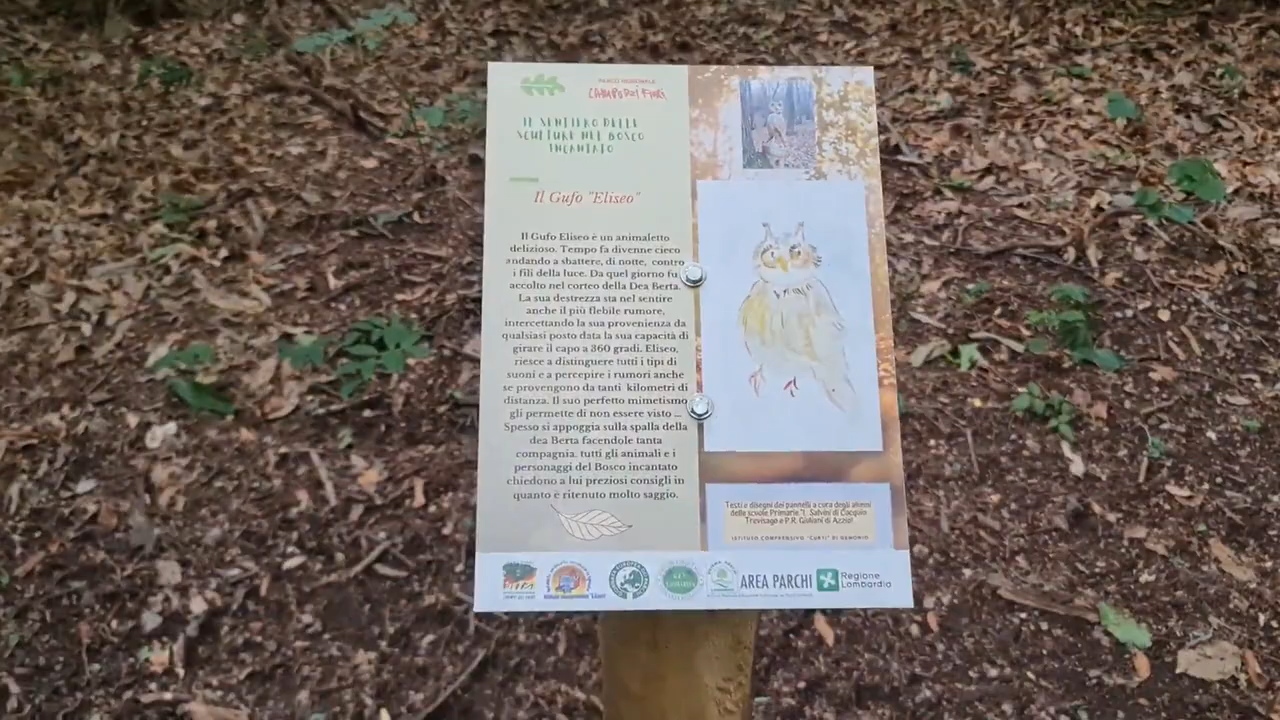 PARCO REGIONALE
CAMPO DEI FIORI
IL SENTIERO DELLE
SCULTURE NEL BOSCO
INCANTATO
Il Gufo "Eliseo"
Il Gufo Eliseo è un animaletto
delizioso. Tempo fa divenne cieco
andando a sbattere, di notte, contro
i fili della luce. Da quel giorno fu
accolto nel corteo della Dea Berta.
La sua destrezza sta nel sentire
anche il più flebile rumore,
intercettando la sua provenienza da
qualsiasi posto data la sua capacità di
girare il capo a 360 gradi. Eliseo,
riesce a distinguere tutti i tipi di
suoni e a percepire i rumori anche
se provengono da tanti kilometri di
distanza. Il suo perfetto mimetismo
gli permette di non essere visto ...
Spesso si appoggia sulla spalla della
dea Berta facendole tanta
compagnia. tutti gli animali e i
personaggi del Bosco incantato
chiedono a lui preziosi consigli in
quanto è ritenuto molto saggio.
Testi e disegni dei pannelli a cura degli alunni
delle scuole Primarie "L. Salvini di Cocquio
Trevisago e P.R. Giuliani di Azzio"
ISTITUTO COMPRENSIVO "CURTI" DI GEMONIO
AREA PARCHI
Regione
Lombardia